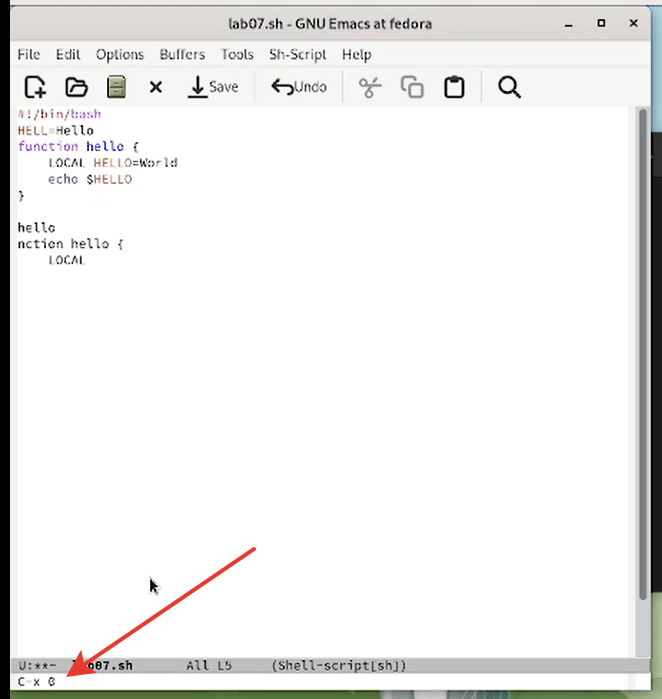 lab07.sh - GNU Emacs at fedora
File Edit Options Buffers Tools Sh-Script Help
Save Undo
#!/bin/bash
HELL=Hello
function hello {
    LOCAL HELLO=World
    echo $HELLO
}
hello
nction hello {
    LOCAL
U:**- lab07.sh All L5 (Shell-script[sh])
C-x 0